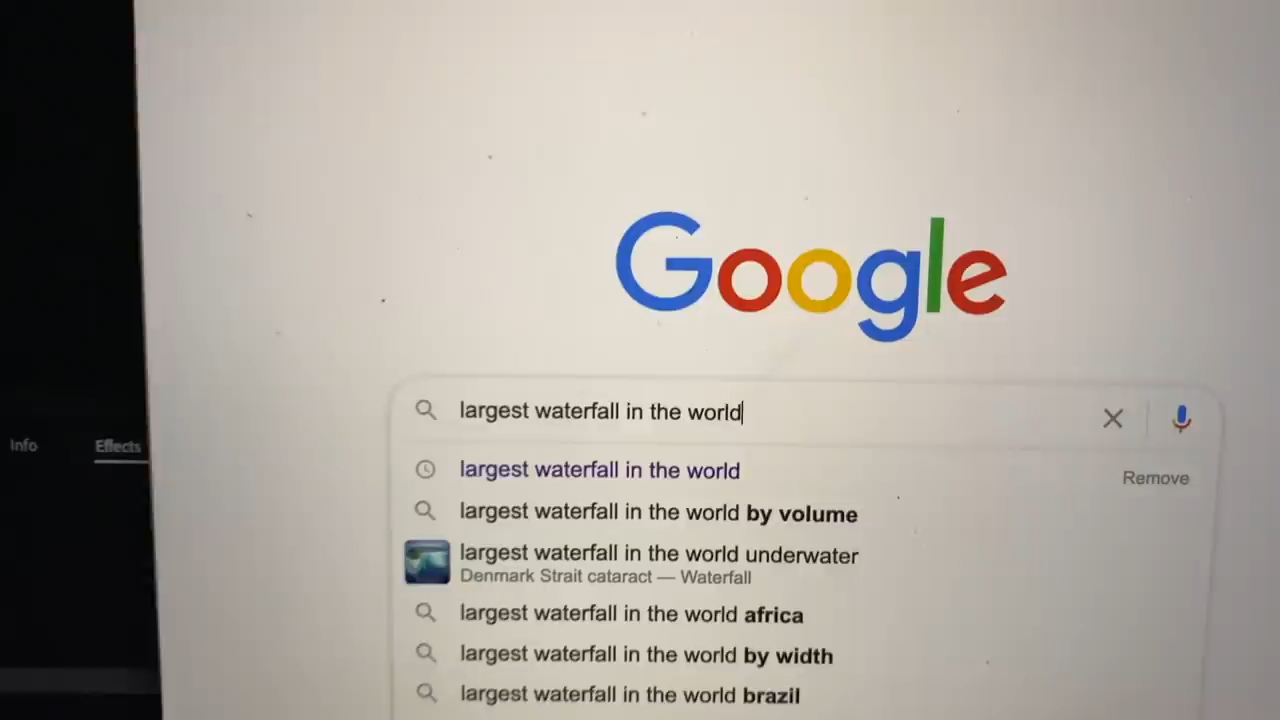 Google
largest waterfall in the world
Info
Effects
largest waterfall in the world
Remove
largest waterfall in the world by volume
largest waterfall in the world underwater
Denmark Strait cataract — Waterfall
largest waterfall in the world africa
largest waterfall in the world by width
largest waterfall in the world brazil